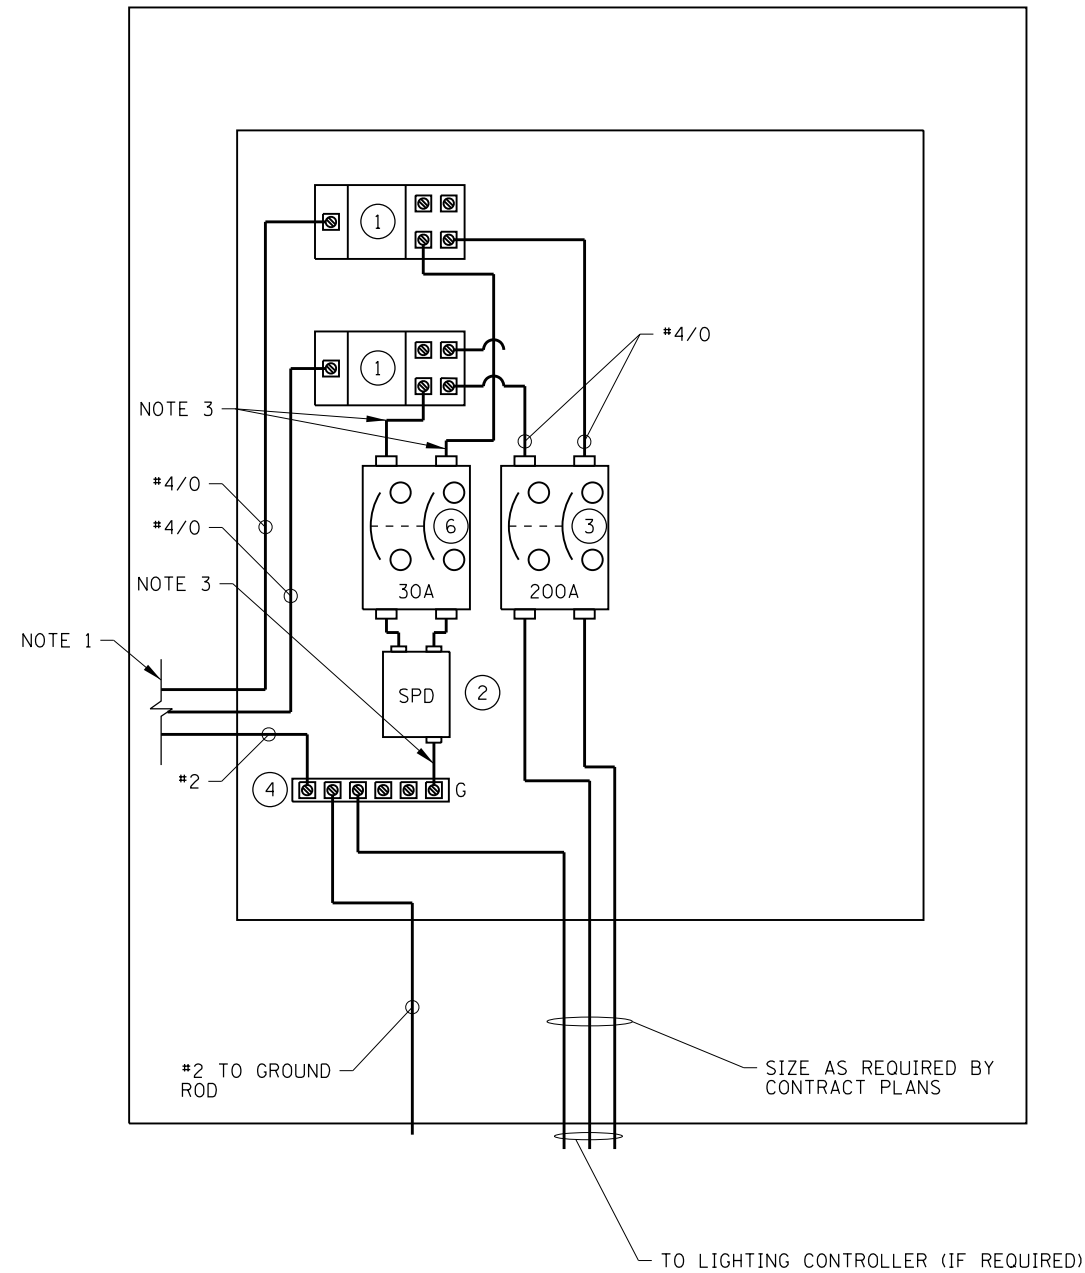 1
#4/0
1
NOTE 3
#4/0
#4/0
6
3
NOTE 3
30A
200A
NOTE 1
SPD
2
#2
4
G
#2 TO GROUND
ROD
SIZE AS REQUIRED BY
CONTRACT PLANS
TO LIGHTING CONTROLLER (IF REQUIRED)